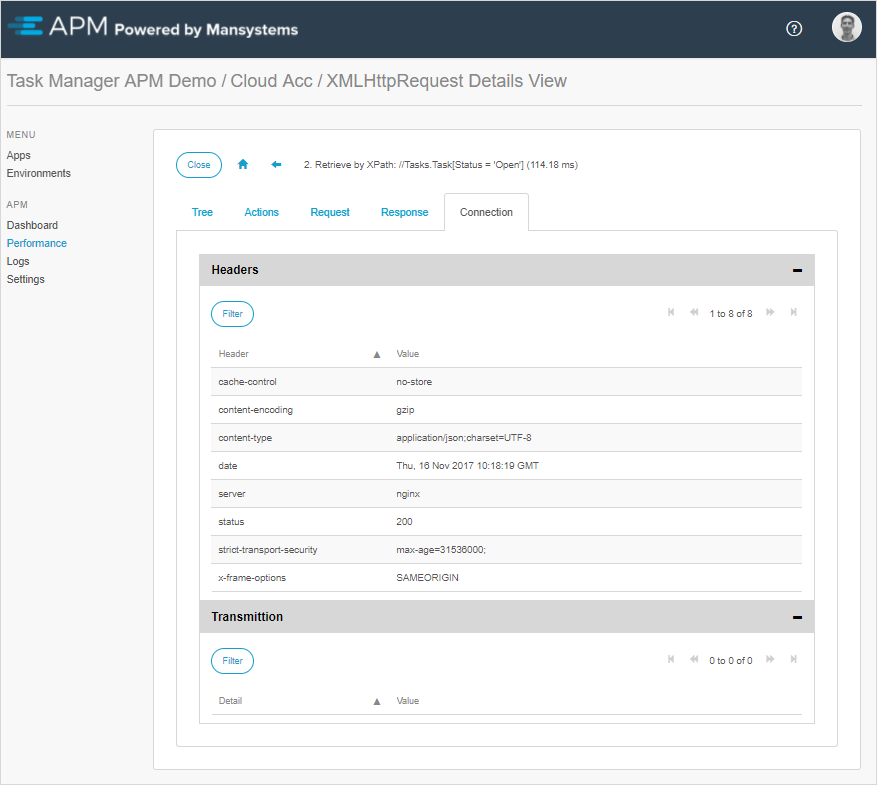 APM Powered by Mansystems
Task Manager APM Demo / Cloud Acc / XMLHttpRequest Details View
MENU
Apps
Environments
APM
Dashboard
Performance
Logs
Settings
Close 2. Retrieve by XPath: //Tasks.Task[Status = 'Open'] (114.18 ms)
Tree Actions Request Response Connection
Headers
Filter 1 to 8 of 8
Header ▲ Value
cache-control no-store
content-encoding gzip
content-type application/json;charset=UTF-8
date Thu, 16 Nov 2017 10:18:19 GMT
server nginx
status 200
strict-transport-security max-age=31536000;
x-frame-options SAMEORIGIN
Transmittion
Filter 0 to 0 of 0
Detail ▲ Value